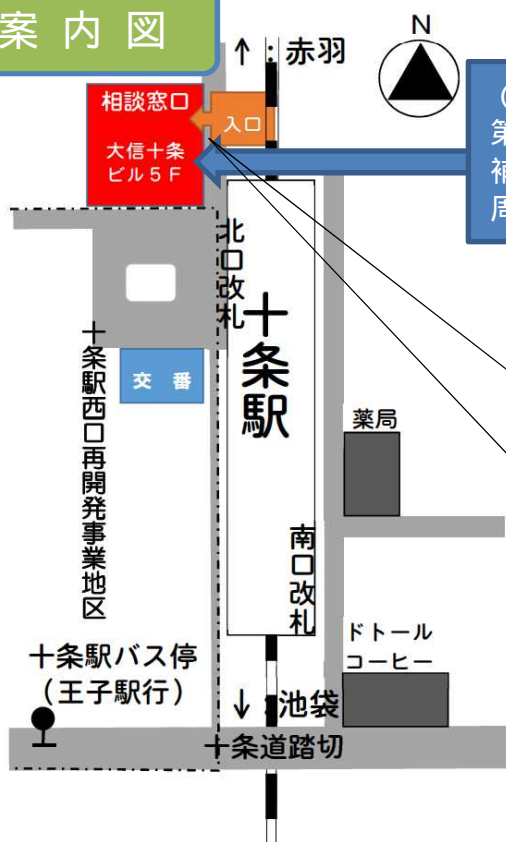 案内図
N
↑:赤羽
相談窓口
大信十条
ビル5F
入口
（
第
補
周
北口改札
十条駅
交番
十条駅西口再開発事業地区
薬局
南口改札
ドトール
コーヒー
十条駅バス停
（王子駅行）
↓:池袋
十条道踏切